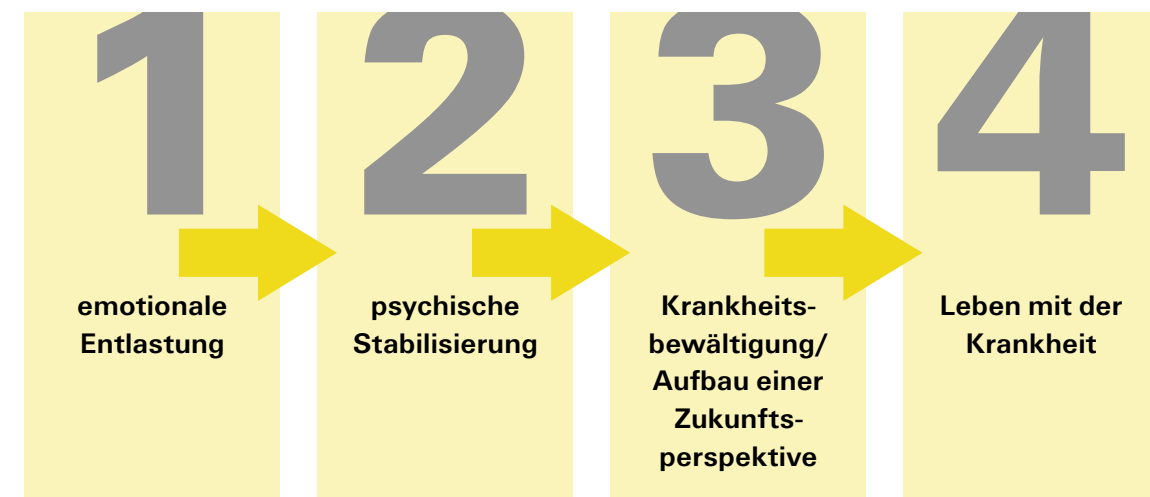 1
emotionale
Entlastung
2
psychische
Stabilisierung
3
Krankheits-
bewältigung/
Aufbau einer
Zukunfts-
perspektive
4
Leben mit der
Krankheit